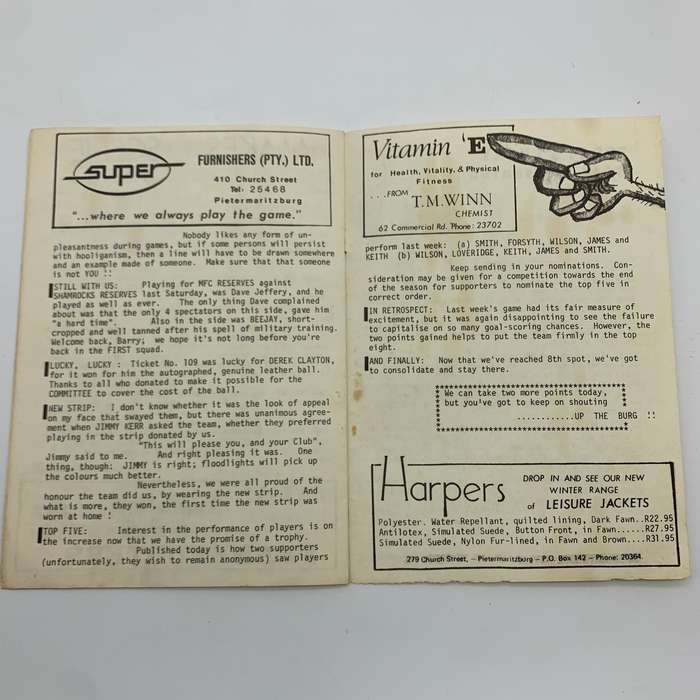 super
FURNISHERS (PTY.) LTD.
410 Church Street
Tel: 25468
Pietermaritzburg
"...where we always play the game."
Nobody likes any form of un-
pleasantness during games, but if some persons will persist
with hooliganism, then a line will have to be drawn somewhere
and an example made of someone. Make sure that that someone
is not YOU !!
STILL WITH US: Playing for MFC RESERVES against
SHAMROCKS RESERVES last Saturday, was Dave Jeffery, and he
played as well as ever. The only thing Dave complained
about was that the only 4 spectators on this side, gave him
"a hard time". Also in the side was BEEJAY, short-
cropped and well tanned after his spell of military training.
Welcome back, Barry; we hope it's not long before you're
back in the FIRST squad.
LUCKY, LUCKY : Ticket No. 109 was lucky for DEREK CLAYTON,
for it won for him the autographed, genuine leather ball.
Thanks to all who donated to make it possible for the
COMMITTEE to cover the cost of the ball.
NEW STRIP: I don't know whether it was the look of appeal
on my face that swayed them, but there was unanimous agree-
ment when JIMMY KERR asked the team, whether they preferred
playing in the strip donated by us.
"This will please you, and your Club",
Jimmy said to me. And right pleasing it was. One
thing, though: JIMMY is right; floodlights will pick up
the colours much better.
Nevertheless, we were all proud of the
honour the team did us, by wearing the new strip. And
what is more, they won, the first time the new strip was
worn at home !
TOP FIVE: Interest in the performance of players is on
the increase now that we have the promise of a trophy.
Published today is how two supporters
(unfortunately, they wish to remain anonymous) saw players
Vitamin 'E'
for Health, Vitality, & Physical
Fitness
....FROM T.M.WINN
CHEMIST
62 Commercial Rd. Phone: 23702
perform last week: (a) SMITH, FORSYTH, WILSON, JAMES and
KEITH (b) WILSON, LOVERIDGE, KEITH, JAMES and SMITH.
Keep sending in your nominations. Con-
sideration may be given for a competition towards the end
of the season for supporters to nominate the top five in
correct order.
IN RETROSPECT: Last week's game had its fair measure of
excitement, but it was again disappointing to see the failure
to capitalise on so many goal-scoring chances. However, the
two points gained helps to put the team firmly in the top
eight.
AND FINALLY: Now that we've reached 8th spot, we've got
to consolidate and stay there.
We can take two more points today,
but you've got to keep on shouting
............UP THE BURG !!
Harpers
DROP IN AND SEE OUR NEW
WINTER RANGE
of LEISURE JACKETS
Polyester. Water Repellant, quilted lining, Dark Fawn..R22.95
Antilotex, Simulated Suede, Button Front, in Fawn......R27.95
Simulated Suede, Nylon Fur-lined, in Fawn and Brown....R31.95
279 Church Street, – Pietermaritzburg – P.O. Box 142 – Phone: 20364.